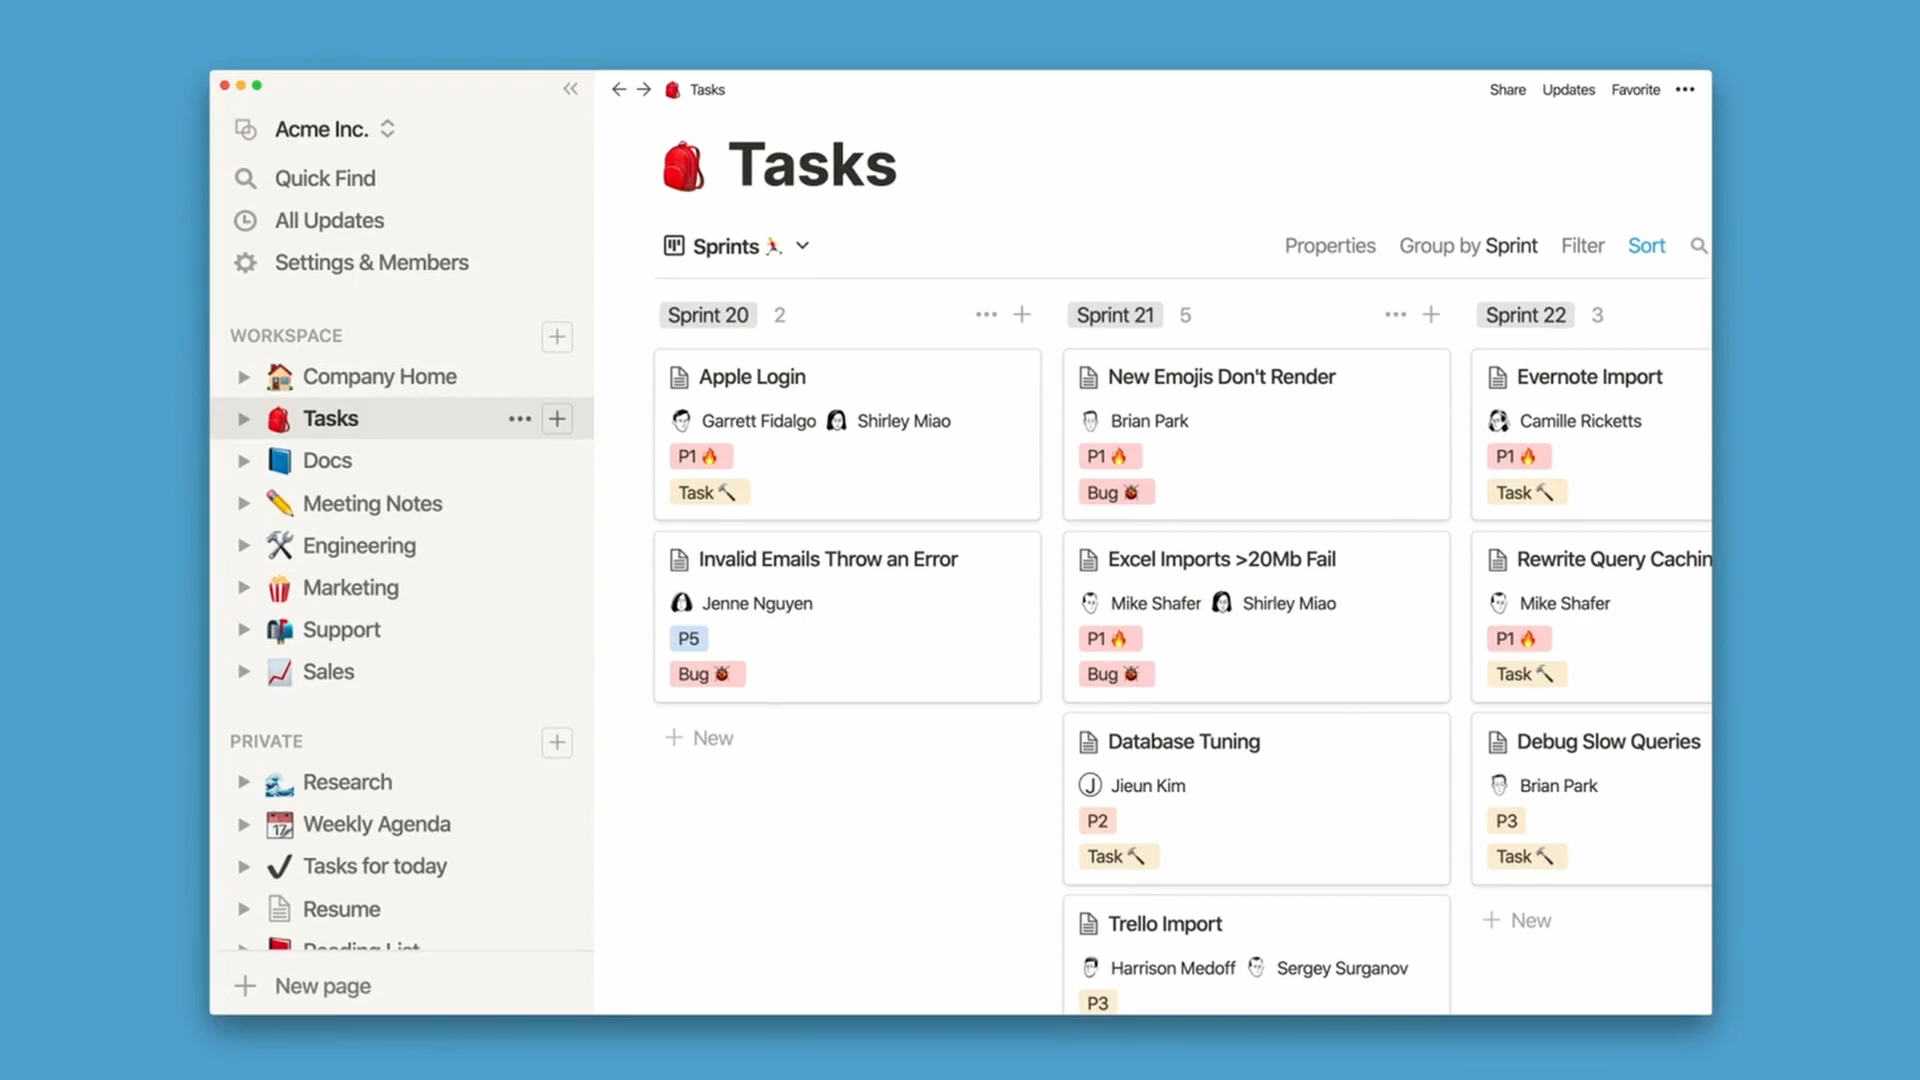 Acme Inc.
Quick Find
All Updates
Settings & Members
WORKSPACE
Company Home
Tasks
Docs
Meeting Notes
Engineering
Marketing
Support
Sales
PRIVATE
Research
17
Weekly Agenda
Tasks for today
Resume
Reading List
New page
Tasks
Share Updates Favorite
Tasks
Sprints
Properties Group by Sprint Filter Sort
Sprint 20 2
Apple Login
Garrett Fidalgo Shirley Miao
P1
Task
Invalid Emails Throw an Error
Jenne Nguyen
P5
Bug
New
Sprint 21 5
New Emojis Don't Render
Brian Park
P1
Bug
Excel Imports >20Mb Fail
Mike Shafer Shirley Miao
P1
Bug
Database Tuning
J Jieun Kim
P2
Task
Trello Import
Harrison Medoff Sergey Surganov
P3
Sprint 22 3
Evernote Import
Camille Ricketts
P1
Task
Rewrite Query Cachin
Mike Shafer
P1
Task
Debug Slow Queries
Brian Park
P3
Task
New